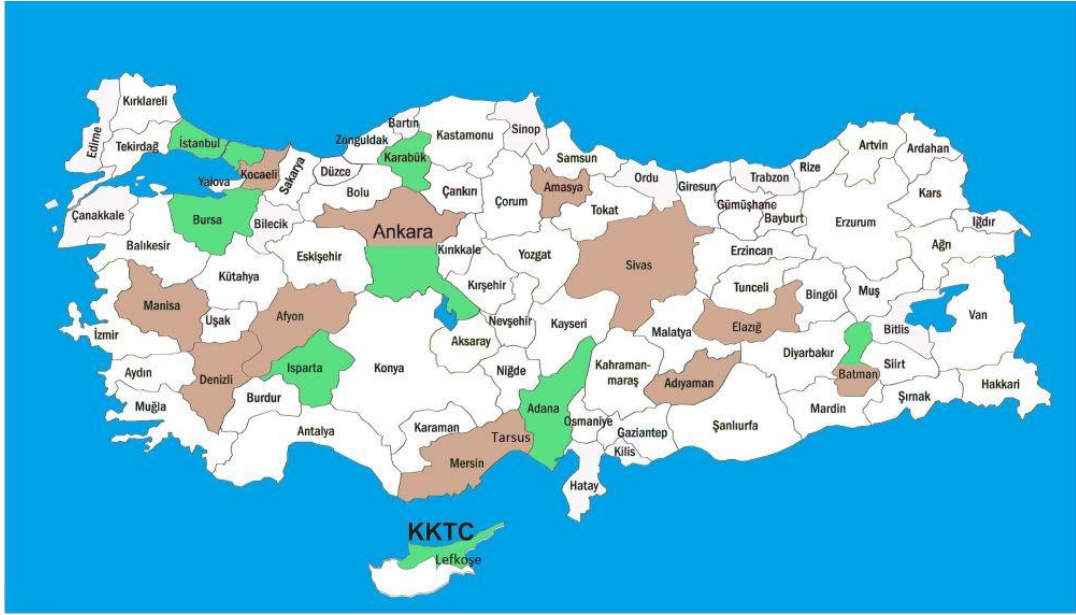 Kırklareli
Edirne
Tekirdağ
İstanbul
Kocaeli
Yalova
Sakarya
Düzce
Zonguldak
Bartın
Karabük
Kastamonu
Sinop
Samsun
Ordu
Giresun
Trabzon
Rize
Artvin
Ardahan
Kars
Iğdır
Çanakkale
Bursa
Bilecik
Bolu
Çankırı
Çorum
Amasya
Tokat
Gümüşhane
Bayburt
Erzurum
Ağrı
Balıkesir
Eskişehir
Ankara
Kırıkkale
Yozgat
Sivas
Erzincan
Kütahya
Kırşehir
Tunceli
Bingöl
Muş
Manisa
Uşak
Afyon
Nevşehir
Kayseri
Malatya
Elazığ
Bitlis
Van
İzmir
Aksaray
Diyarbakır
Siirt
Aydın
Denizli
Isparta
Konya
Niğde
Kahraman-
maraş
Adıyaman
Batman
Hakkari
Muğla
Burdur
Adana
Osmaniye
Mardin
Şırnak
Antalya
Karaman
Tarsus
Gaziantep
Şanlıurfa
Mersin
Kilis
Hatay
KKTC
Lefkoşe